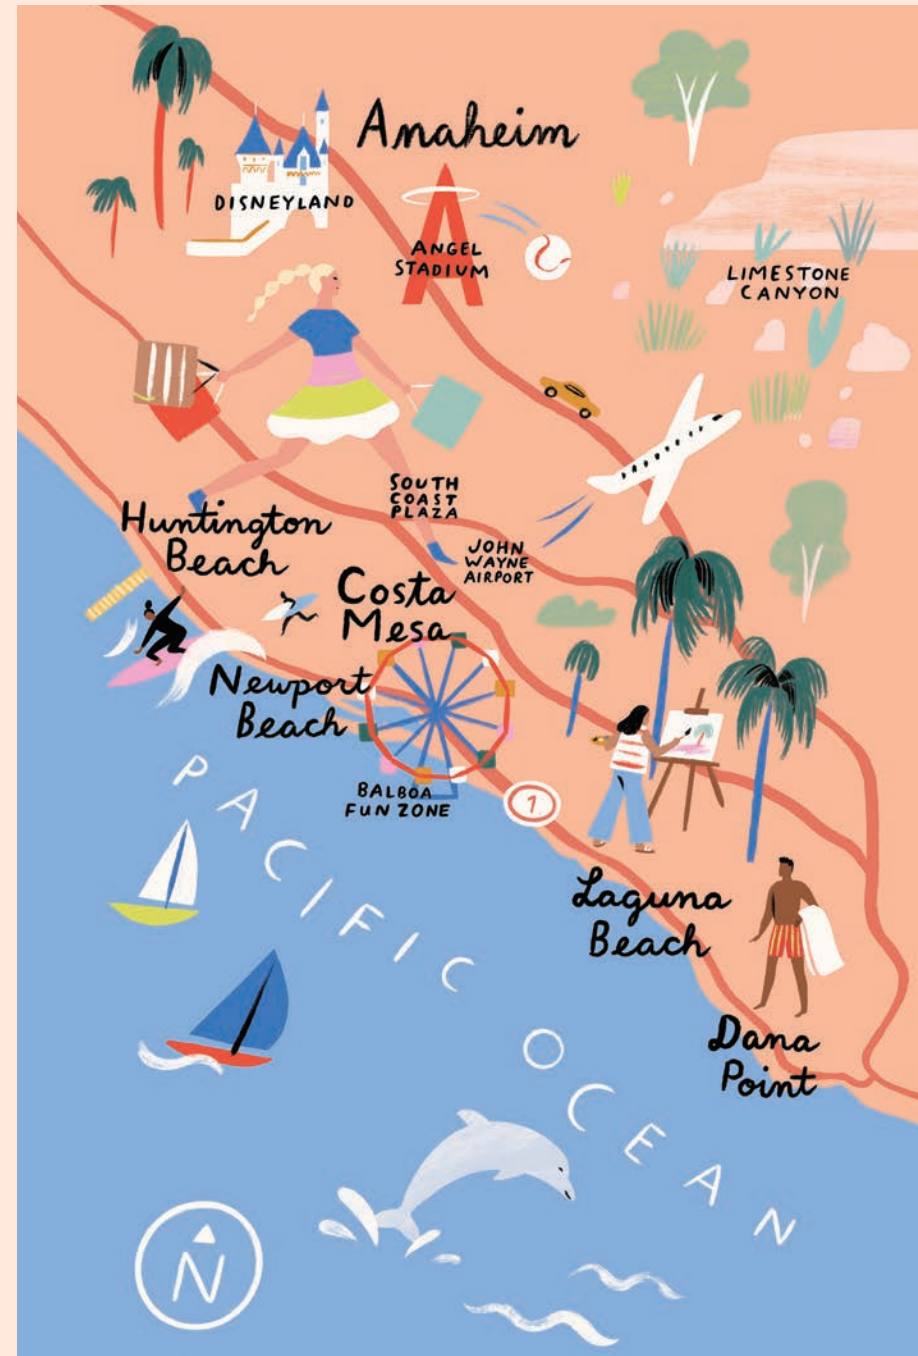 Anaheim
DISNEYLAND
A
ANGEL
STADIUM
LIMESTONE
CANYON
SOUTH
COAST
PLAZA
Huntington
Beach
JOHN
WAYNE
AIRPORT
Costa
Mesa
Newport
Beach
BALBOA
FUN ZONE
1
PACIFIC OCEAN
Laguna
Beach
Dana
Point
N